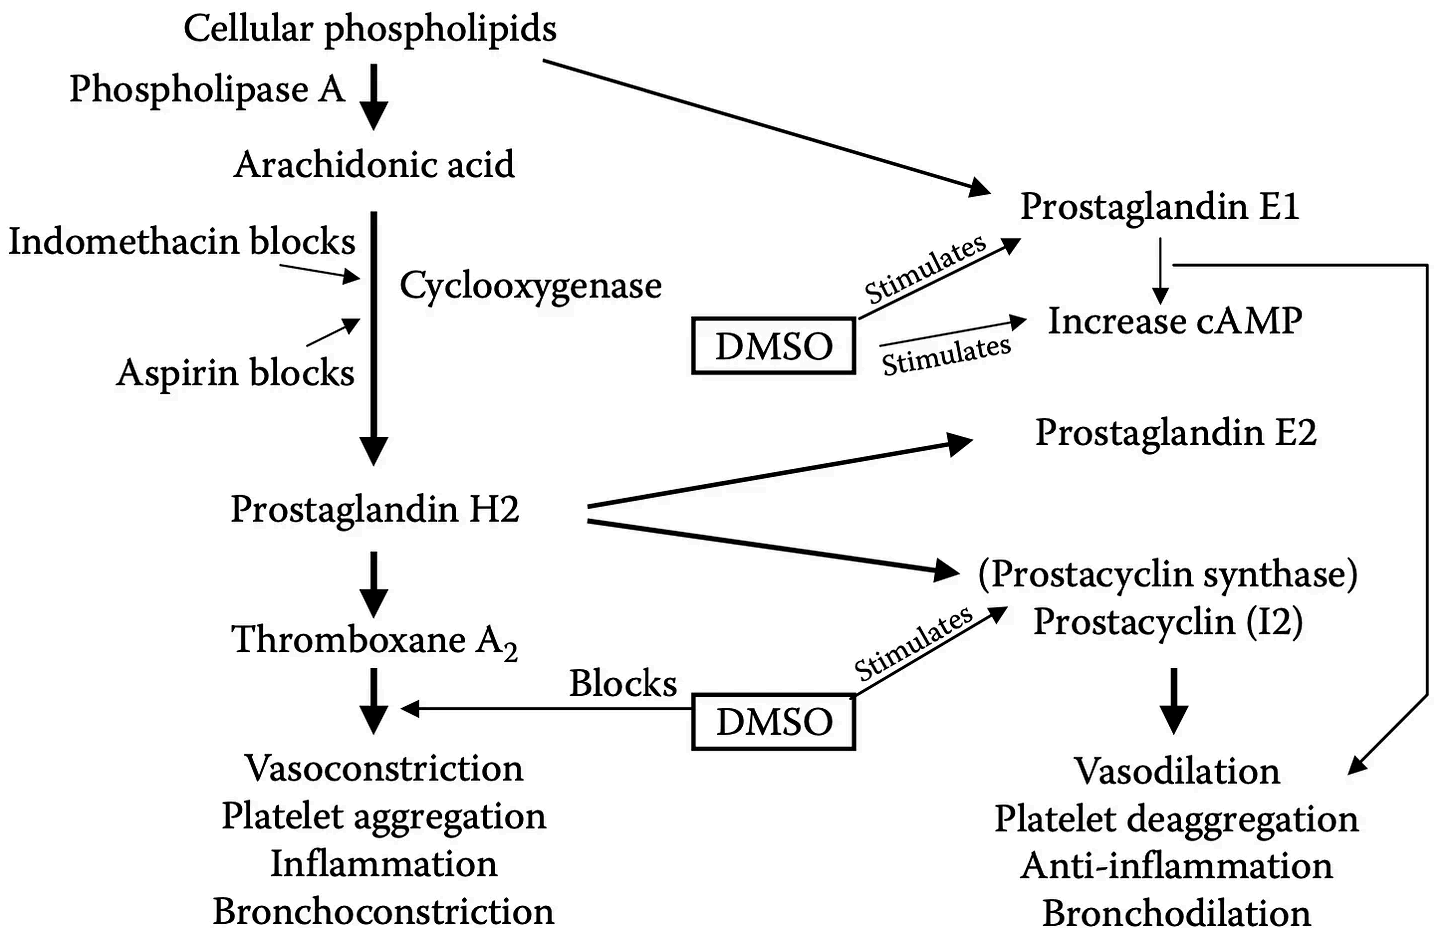 Cellular phospholipids
Phospholipase A
Arachidonic acid
Indomethacin blocks
Cyclooxygenase
Aspirin blocks
Prostaglandin H2
Thromboxane A₂
Blocks
Vasoconstriction
Platelet aggregation
Inflammation
Bronchoconstriction
Prostaglandin E1
Stimulates
DMSO
Stimulates
Increase cAMP
Prostaglandin E2
(Prostacyclin synthase)
Prostacyclin (I2)
Stimulates
DMSO
Vasodilation
Platelet deaggregation
Anti-inflammation
Bronchodilation